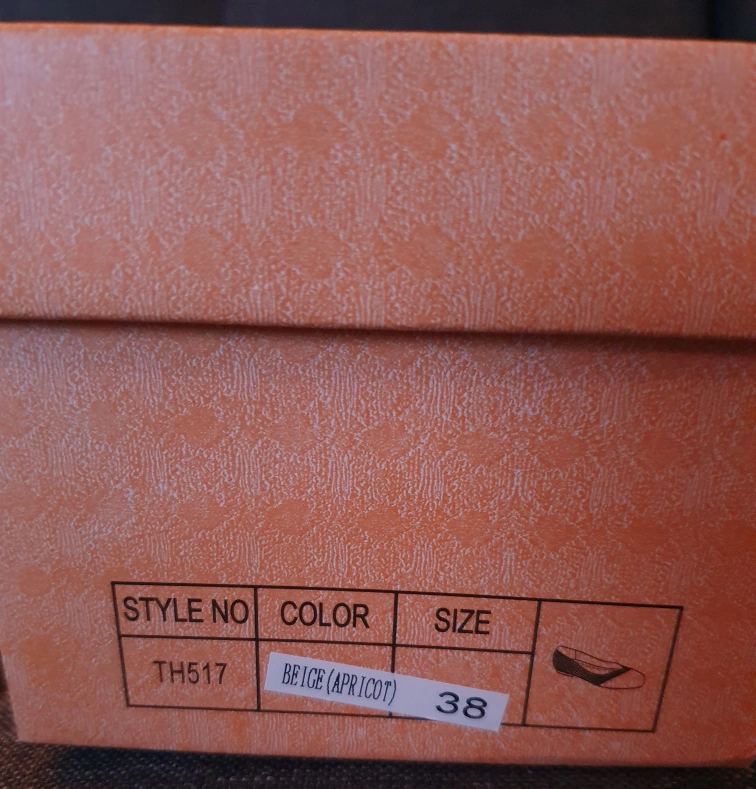 STYLE NO COLOR SIZE
TH517 BEIGE(APRICOT) 38